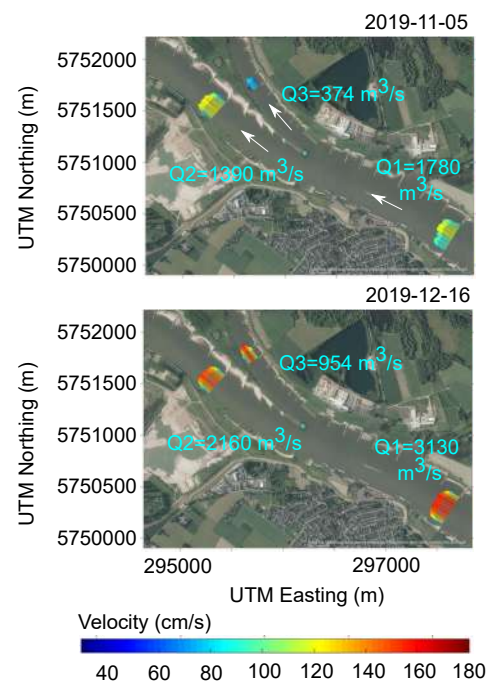 2019-11-05
5752000
5751500
5751000
5750500
5750000
UTM Northing (m)
Q3=374 m3/s
Q2=1390 m3/s
Q1=1780
m3/s
2019-12-16
5752000
5751500
5751000
5750500
5750000
UTM Northing (m)
Q3=954 m3/s
Q2=2160 m3/s
Q1=3130
m3/s
295000 297000
UTM Easting (m)
Velocity (cm/s)
40 60 80 100 120 140 160 180